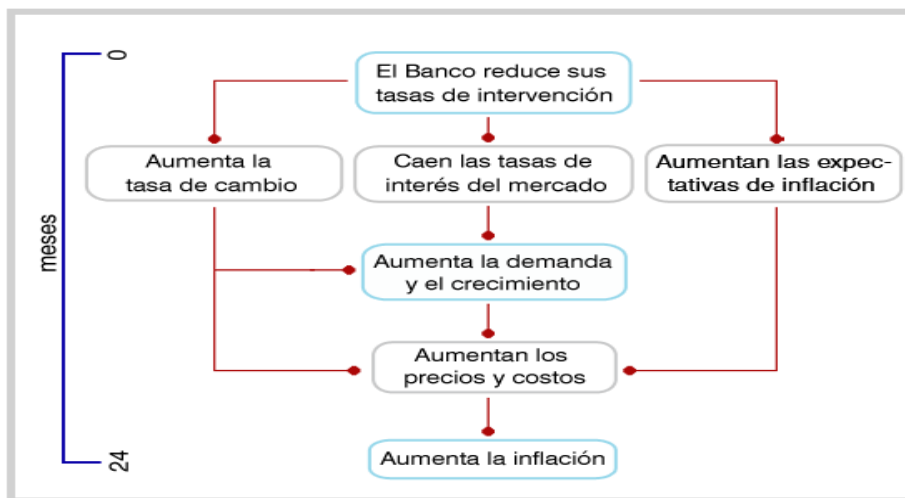 0
El Banco reduce sus
tasas de intervención
Aumenta la
tasa de cambio
Caen las tasas de
interés del mercado
Aumentan las expec-
tativas de inflación
meses
Aumenta la demanda
y el crecimiento
Aumentan los
precios y costos
24
Aumenta la inflación